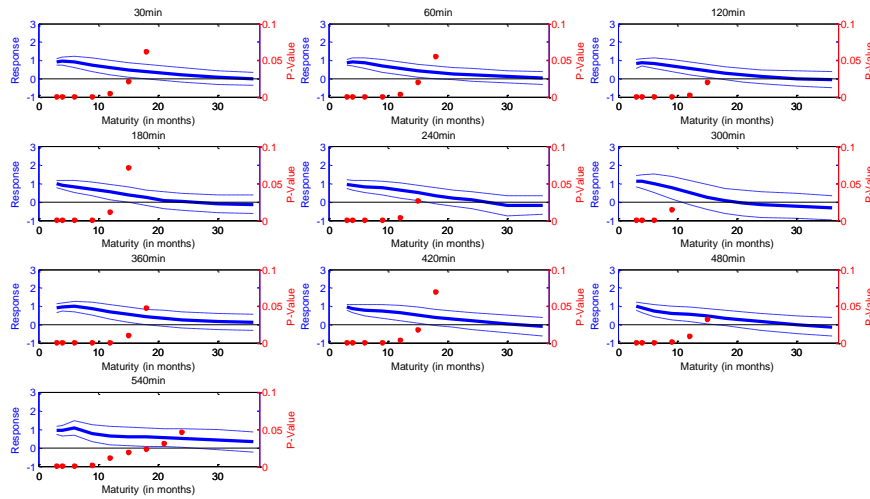 30min
3
2
1
0
-1
Response
0.1
0.05
0
P-Value
0 10 20 30
Maturity (in months)
60min
3
2
1
0
-1
Response
0.1
0.05
0
P-Value
0 10 20 30
Maturity (in months)
120min
3
2
1
0
-1
Response
0.1
0.05
0
P-Value
0 10 20 30
Maturity (in months)
180min
3
2
1
0
-1
Response
0.1
0.05
0
P-Value
0 10 20 30
Maturity (in months)
240min
3
2
1
0
-1
Response
0.1
0.05
0
P-Value
0 10 20 30
Maturity (in months)
300min
3
2
1
0
-1
Response
0.1
0.05
0
P-Value
0 10 20 30
Maturity (in months)
360min
3
2
1
0
-1
Response
0.1
0.05
0
P-Value
0 10 20 30
Maturity (in months)
420min
3
2
1
0
-1
Response
0.1
0.05
0
P-Value
0 10 20 30
Maturity (in months)
480min
3
2
1
0
-1
Response
0.1
0.05
0
P-Value
0 10 20 30
Maturity (in months)
540min
3
2
1
0
-1
Response
0.1
0.05
0
P-Value
0 10 20 30
Maturity (in months)